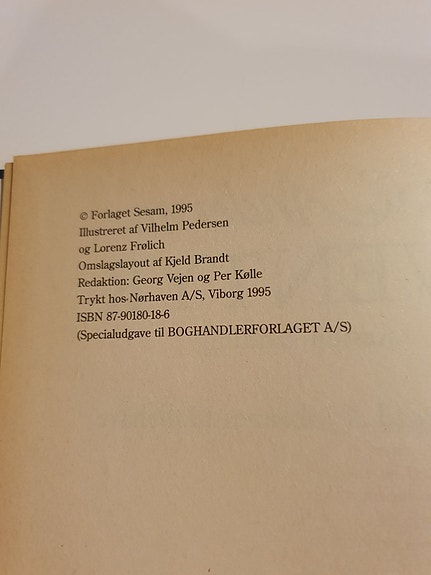 © Forlaget Sesam, 1995
Illustreret af Vilhelm Pedersen
og Lorenz Frølich
Omslagslayout af Kjeld Brandt
Redaktion: Georg Vejen og Per Kølle
Trykt hos Nørhaven A/S, Viborg 1995
ISBN 87-90180-18-6
(Specialudgave til BOGHANDLERFORLAGET A/S)